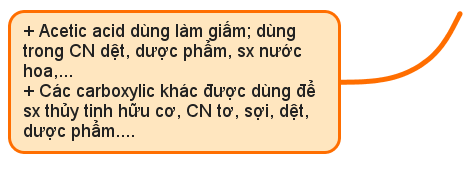 + Acetic acid dùng làm giấm; dùng
trong CN dệt, dược phẩm, sx nước
hoa,...
+ Các carboxylic khác được dùng để
sx thủy tinh hữu cơ, CN tơ, sợi, dệt,
dược phẩm....